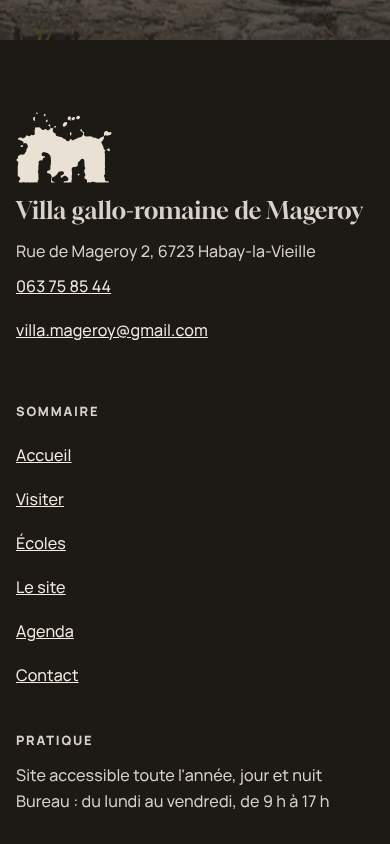 Villa gallo-romaine de Mageroy
Rue de Mageroy 2, 6723 Habay-la-Vieille
063 75 85 44
villa.mageroy@gmail.com
SOMMAIRE
Accueil
Visiter
Écoles
Le site
Agenda
Contact
PRATIQUE
Site accessible toute l'année, jour et nuit
Bureau : du lundi au vendredi, de 9 h à 17 h